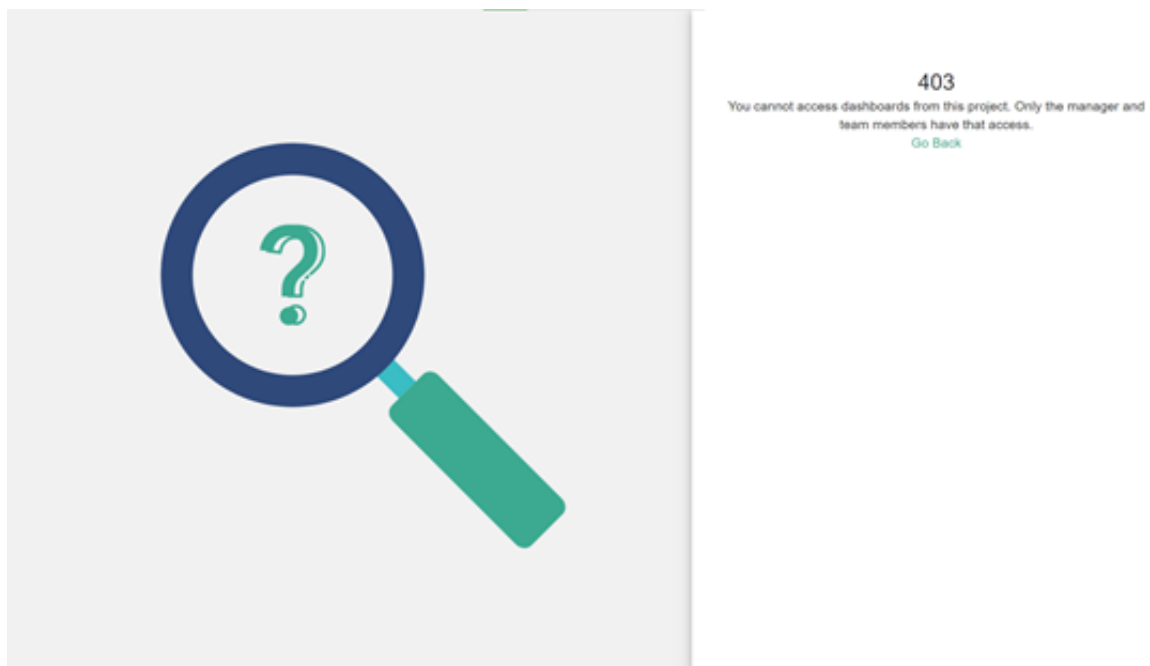 ?
403
You cannot access dashboards from this project. Only the manager and
team members have that access.
Go Back